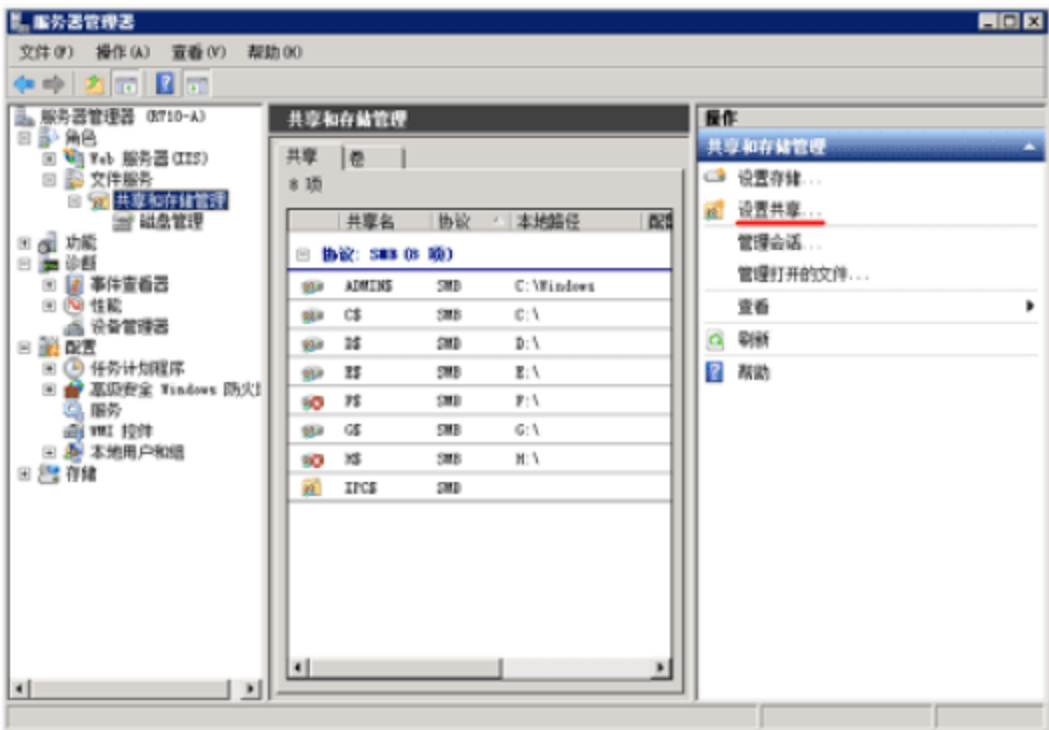 服务器管理器
文件(F) 操作(A) 查看(V) 帮助(H)
服务器管理器 (R710-A)
角色
Web 服务器(IIS)
文件服务
共享和存储管理
磁盘管理
功能
诊断
事件查看器
性能
设备管理器
配置
任务计划程序
高级安全 Windows 防火
服务
WMI 控件
本地用户和组
存储
共享和存储管理
共享 卷
8 项
共享名 协议 本地路径 配
协议: SMB (8 项)
ADMIN$ SMB C:\Windows
C$ SMB C:\
D$ SMB D:\
E$ SMB E:\
F$ SMB F:\
G$ SMB G:\
H$ SMB H:\
IPC$ SMB
操作
共享和存储管理
设置存储...
设置共享...
管理会话...
管理打开的文件...
查看
刷新
帮助